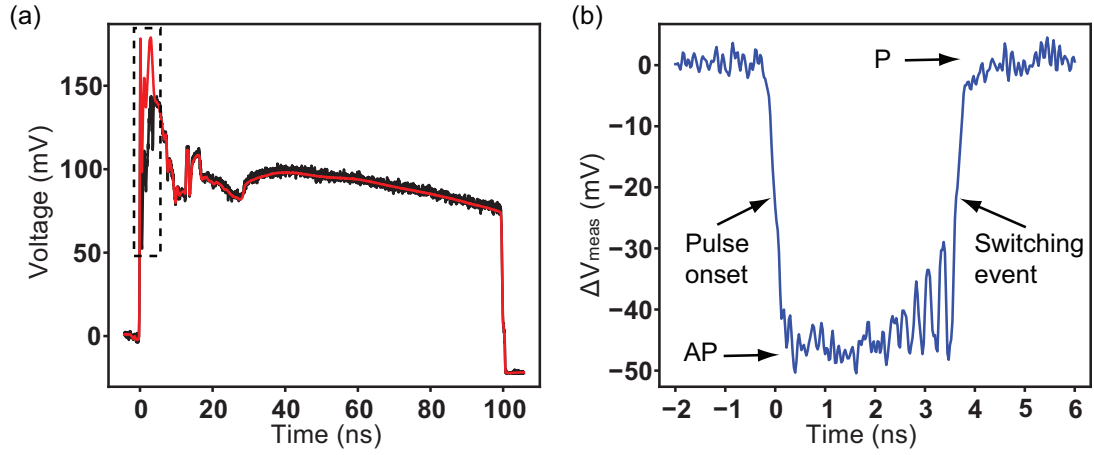 (a)
Voltage (mV)
150
100
50
0
0 20 40 60 80 100
Time (ns)
(b)
ΔVmeas (mV)
0
−10
−20
−30
−40
−50
P
Pulse
onset
Switching
event
AP
−2 −1 0 1 2 3 4 5 6
Time (ns)